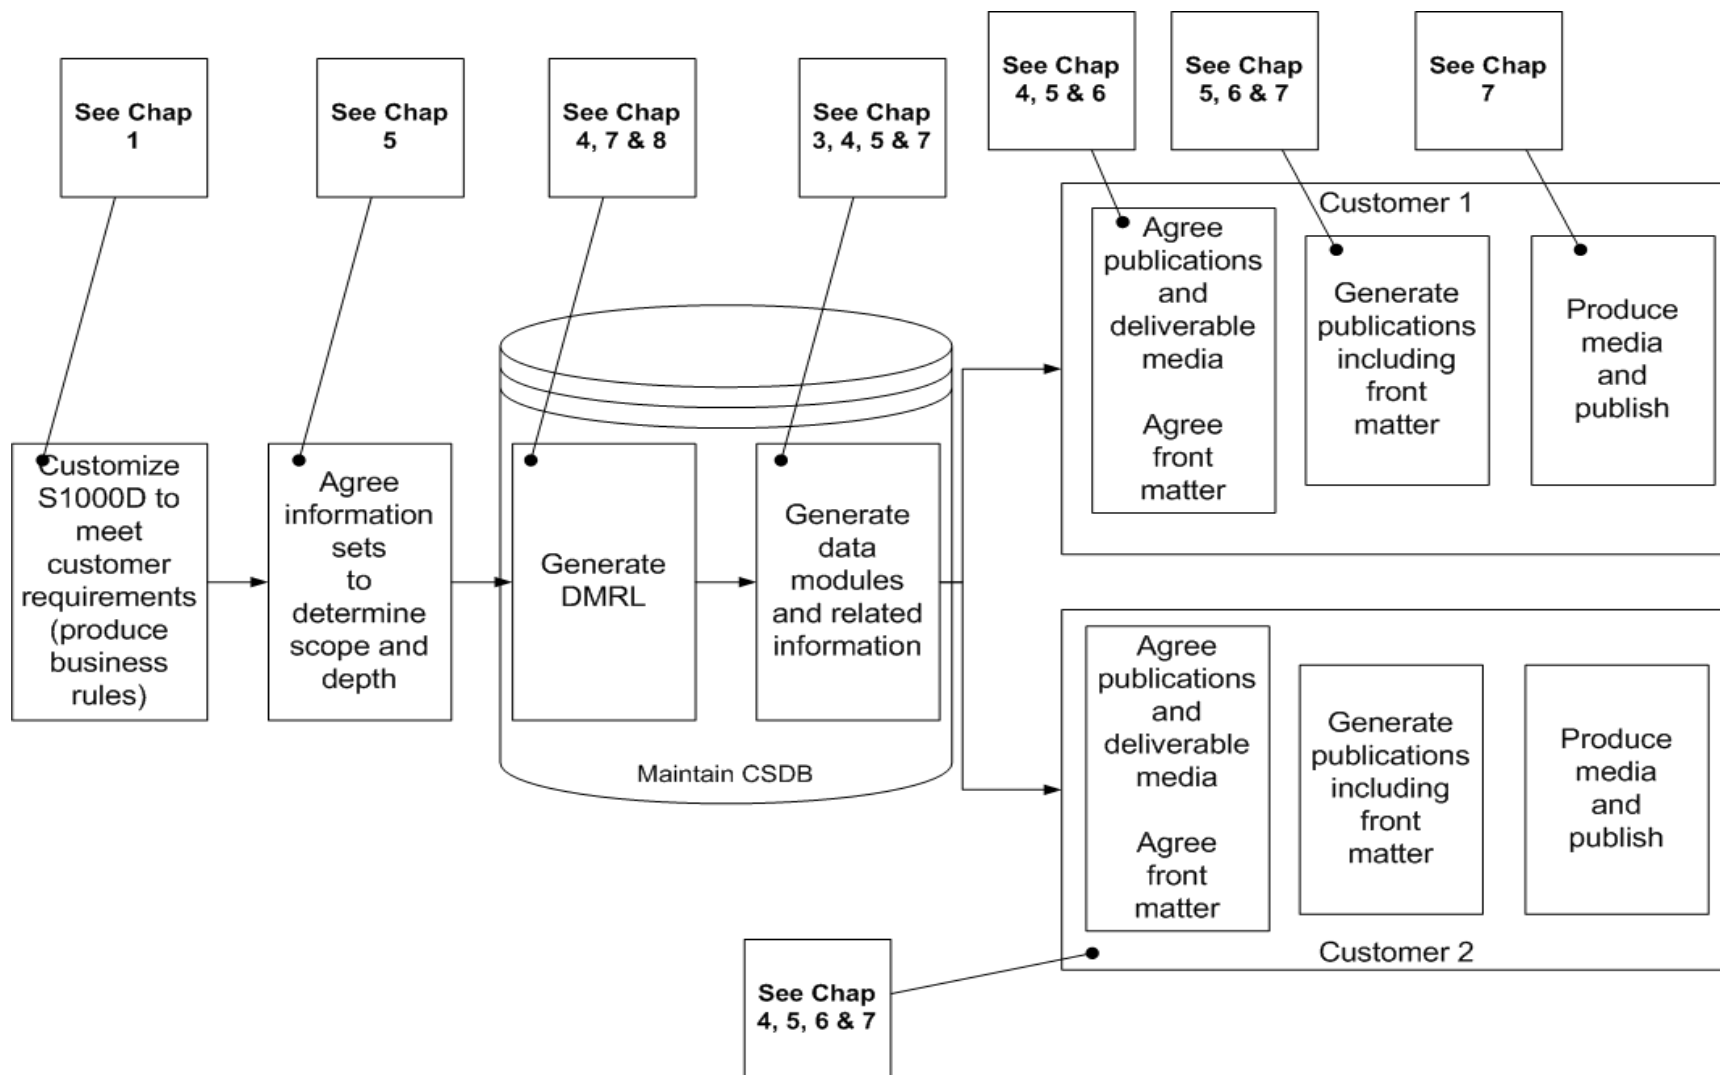 See Chap
1
See Chap
5
See Chap
4, 7 & 8
See Chap
3, 4, 5 & 7
See Chap
4, 5 & 6
See Chap
5, 6 & 7
See Chap
7
Customize
S1000D to
meet
customer
requirements
(produce
business
rules)
Agree
information
sets
to
determine
scope and
depth
Generate
DMRL
Generate
data
modules
and related
information
Maintain CSDB
Customer 1
Agree
publications
and
deliverable
media
Agree
front
matter
Generate
publications
including
front
matter
Produce
media
and
publish
Agree
publications
and
deliverable
media
Agree
front
matter
Generate
publications
including
front
matter
Produce
media
and
publish
Customer 2
See Chap
4, 5, 6 & 7